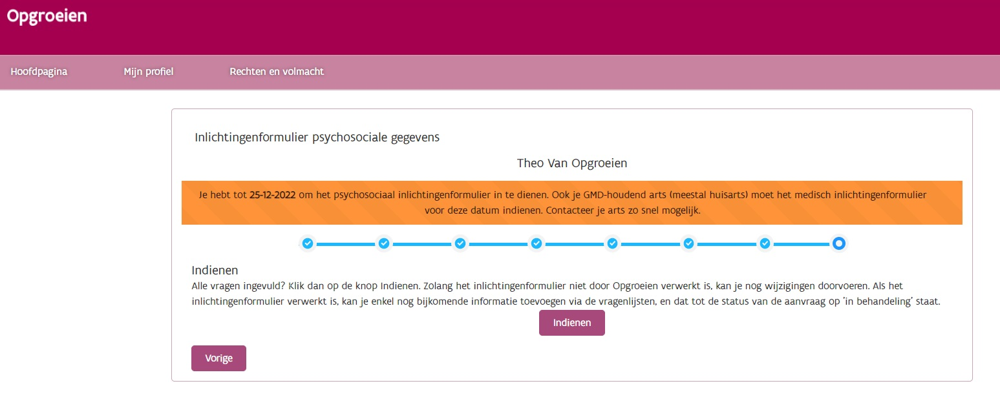 Opgroeien
Hoofdpagina Mijn profiel Rechten en volmacht
Inlichtingenformulier psychosociale gegevens
Theo Van Opgroeien
Je hebt tot 25-12-2022 om het psychosociaal inlichtingenformulier in te dienen. Ook je GMD-houdend arts (meestal huisarts) moet het medisch inlichtingenformulier
voor deze datum indienen. Contacteer je arts zo snel mogelijk.
Indienen
Alle vragen ingevuld? Klik dan op de knop Indienen. Zolang het inlichtingenformulier niet door Opgroeien verwerkt is, kan je nog wijzigingen doorvoeren. Als het
inlichtingenformulier verwerkt is, kan je enkel nog bijkomende informatie toevoegen via de vragenlijsten, en dat tot de status van de aanvraag op 'in behandeling' staat.
Indienen
Vorige